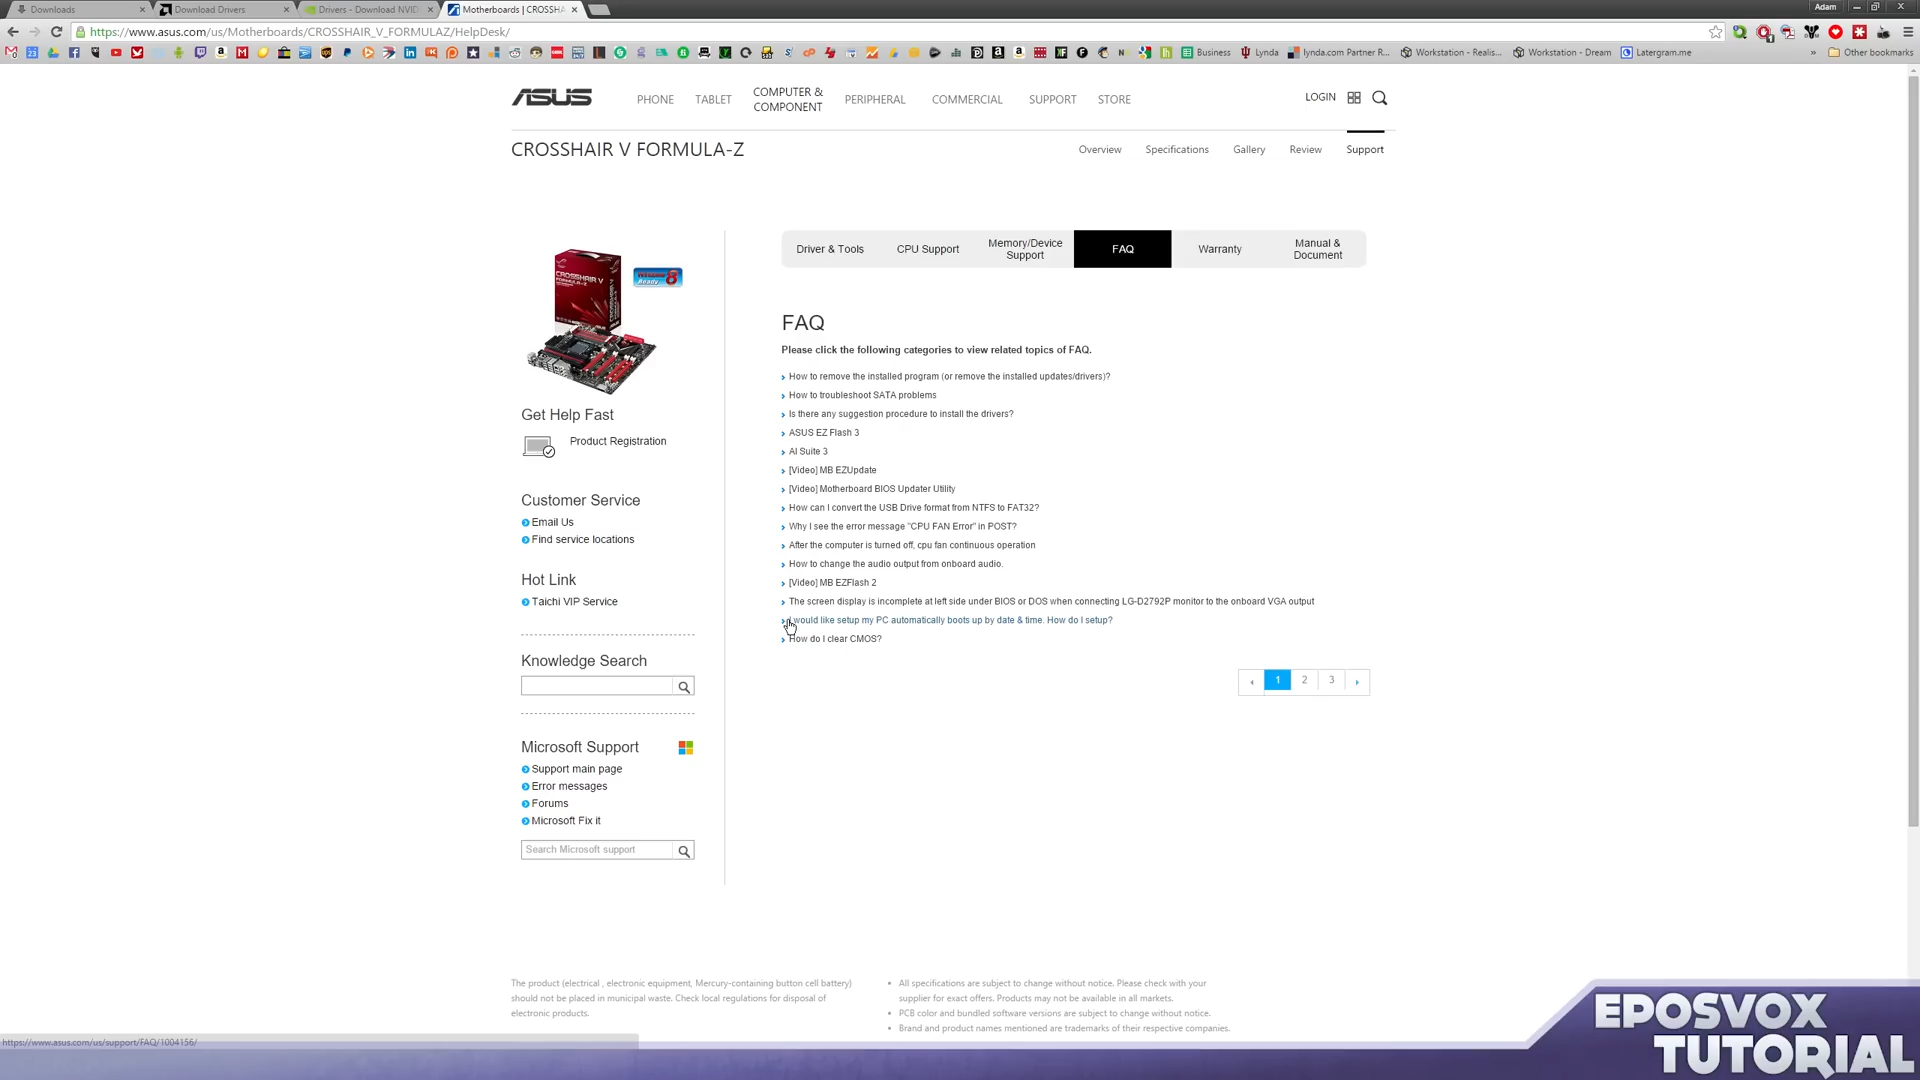 Downloads
Download Drivers
Drivers - Download NVID
Motherboards | CROSSHA
Adam
https://www.asus.com/us/Motherboards/CROSSHAIR_V_FORMULAZ/HelpDesk/
Business
Lynda
lynda.com Partner R...
Workstation - Realis...
Workstation - Dream
Latergram.me
» Other bookmarks
ASUS
PHONE
TABLET
COMPUTER &
COMPONENT
PERIPHERAL
COMMERCIAL
SUPPORT
STORE
LOGIN
CROSSHAIR V FORMULA-Z
Overview
Specifications
Gallery
Review
Support
CROSSHAIR V
FORMULA-Z
Ready 8
Get Help Fast
Product Registration
Customer Service
Email Us
Find service locations
Hot Link
Taichi VIP Service
Knowledge Search
Microsoft Support
Support main page
Error messages
Forums
Microsoft Fix it
Search Microsoft support
Driver & Tools
CPU Support
Memory/Device
Support
FAQ
Warranty
Manual &
Document
FAQ
Please click the following categories to view related topics of FAQ.
How to remove the installed program (or remove the installed updates/drivers)?
How to troubleshoot SATA problems
Is there any suggestion procedure to install the drivers?
ASUS EZ Flash 3
AI Suite 3
[Video] MB EZUpdate
[Video] Motherboard BIOS Updater Utility
How can I convert the USB Drive format from NTFS to FAT32?
Why I see the error message "CPU FAN Error" in POST?
After the computer is turned off, cpu fan continuous operation
How to change the audio output from onboard audio.
[Video] MB EZFlash 2
The screen display is incomplete at left side under BIOS or DOS when connecting LG-D2792P monitor to the onboard VGA output
I would like setup my PC automatically boots up by date & time. How do I setup?
How do I clear CMOS?
1 2 3
The product (electrical , electronic equipment, Mercury-containing button cell battery)
should not be placed in municipal waste. Check local regulations for disposal of
electronic products.
• All specifications are subject to change without notice. Please check with your
supplier for exact offers. Products may not be available in all markets.
• PCB color and bundled software versions are subject to change without notice.
• Brand and product names mentioned are trademarks of their respective companies.
https://www.asus.com/us/support/FAQ/1004156/
EPOSVOX
TUTORIAL